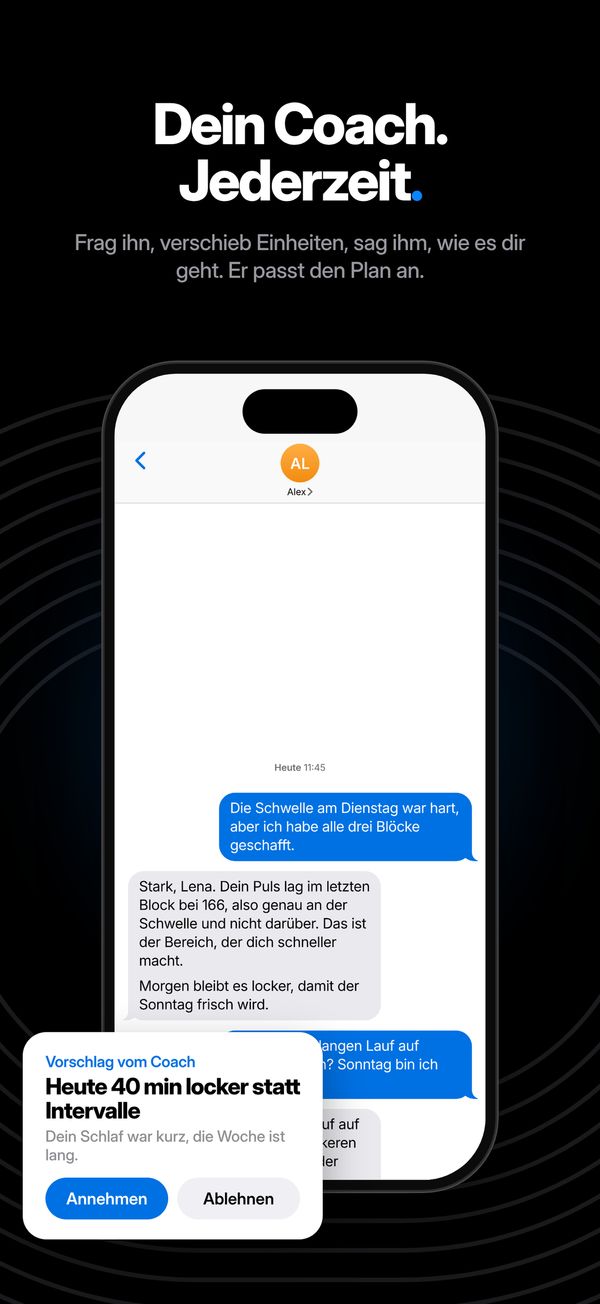 Dein Coach.
Jederzeit.
Frag ihn, verschieb Einheiten, sag ihm, wie es dir
geht. Er passt den Plan an.
AL
Alex
Heute 11:45
Die Schwelle am Dienstag war hart,
aber ich habe alle drei Blöcke
geschafft.
Stark, Lena. Dein Puls lag im letzten
Block bei 166, also genau an der
Schwelle und nicht darüber. Das ist
der Bereich, der dich schneller
macht.
Morgen bleibt es locker, damit der
Sonntag frisch wird.
langen Lauf auf
? Sonntag bin ich
auf
Vorschlag vom Coach
Heute 40 min locker statt
Intervalle
Dein Schlaf war kurz, die Woche ist
lang.
Annehmen
Ablehnen